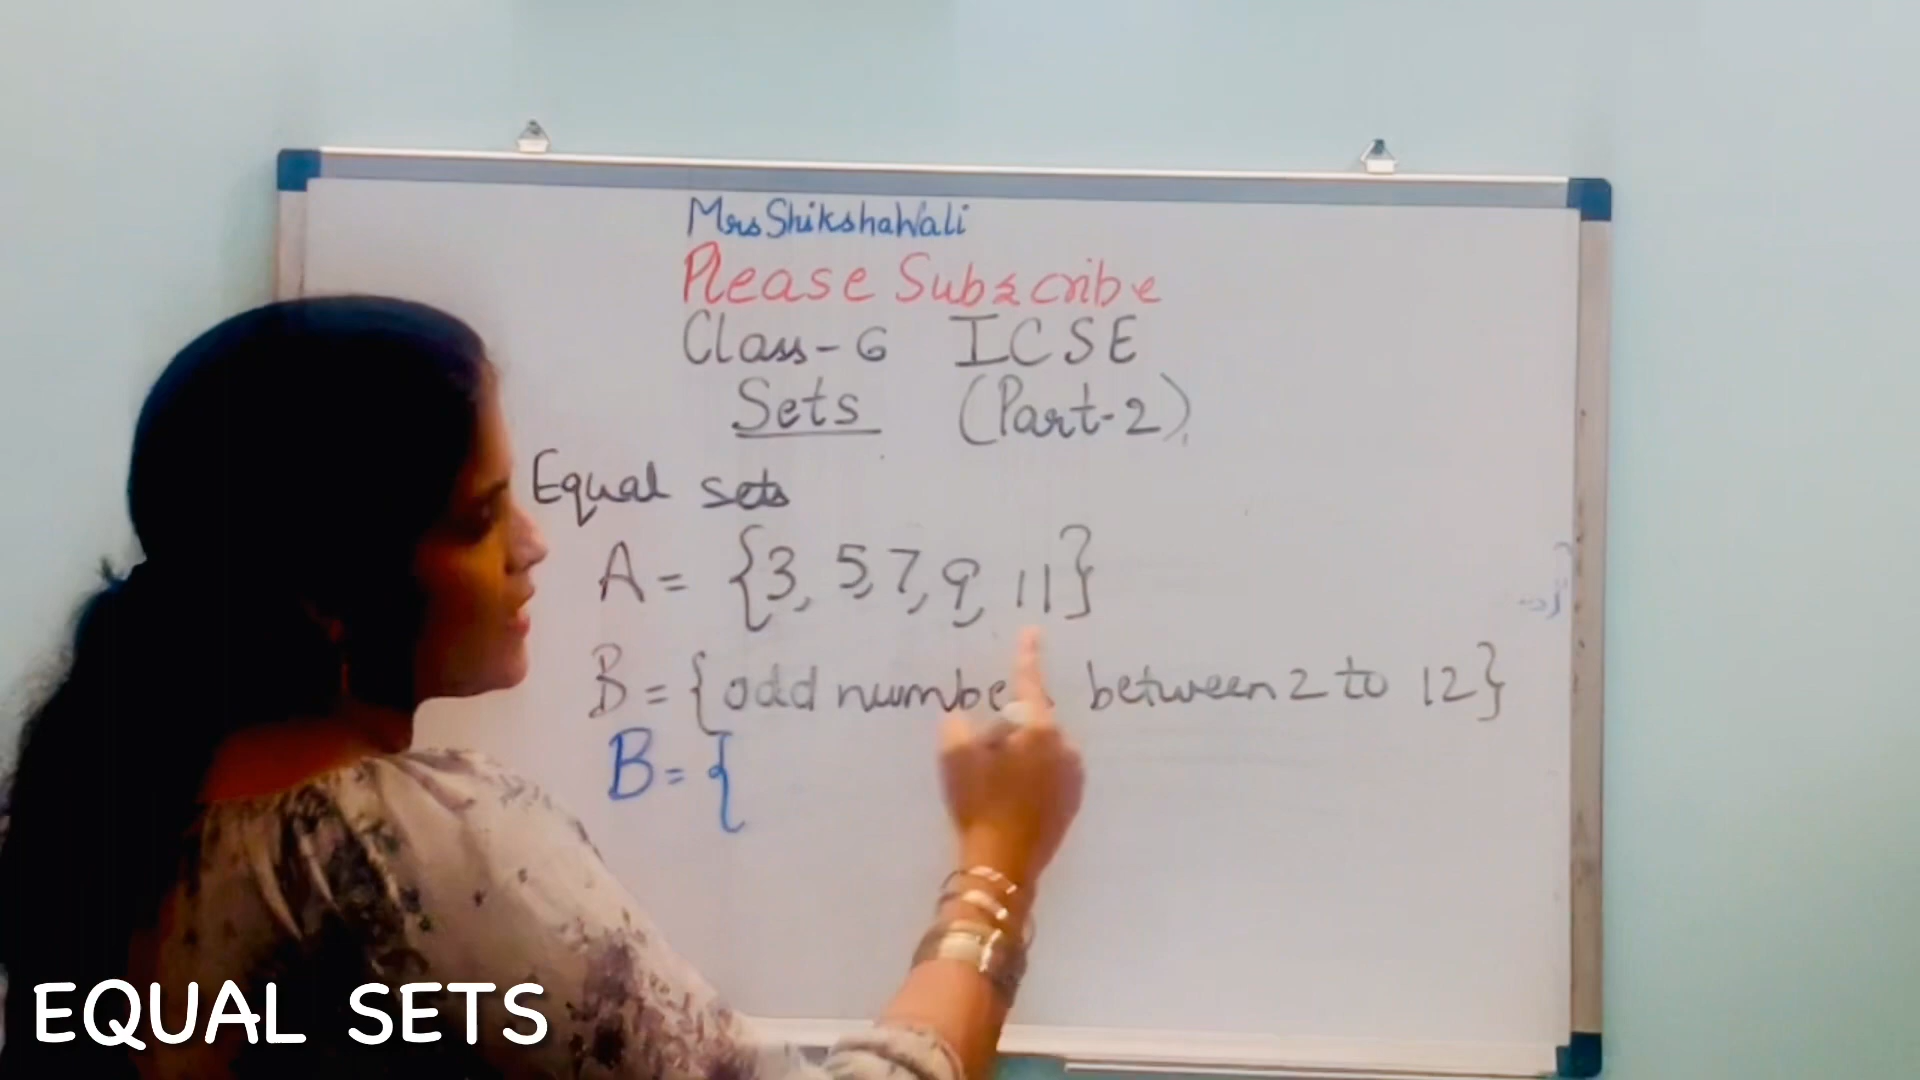 MrsShikshaWali
Please Subscribe
Class-6 ICSE
Sets (Part-2)
Equal sets
A = {3, 5, 7, 9, 11}
B = {odd number between 2 to 12}
B = {
EQUAL SETS